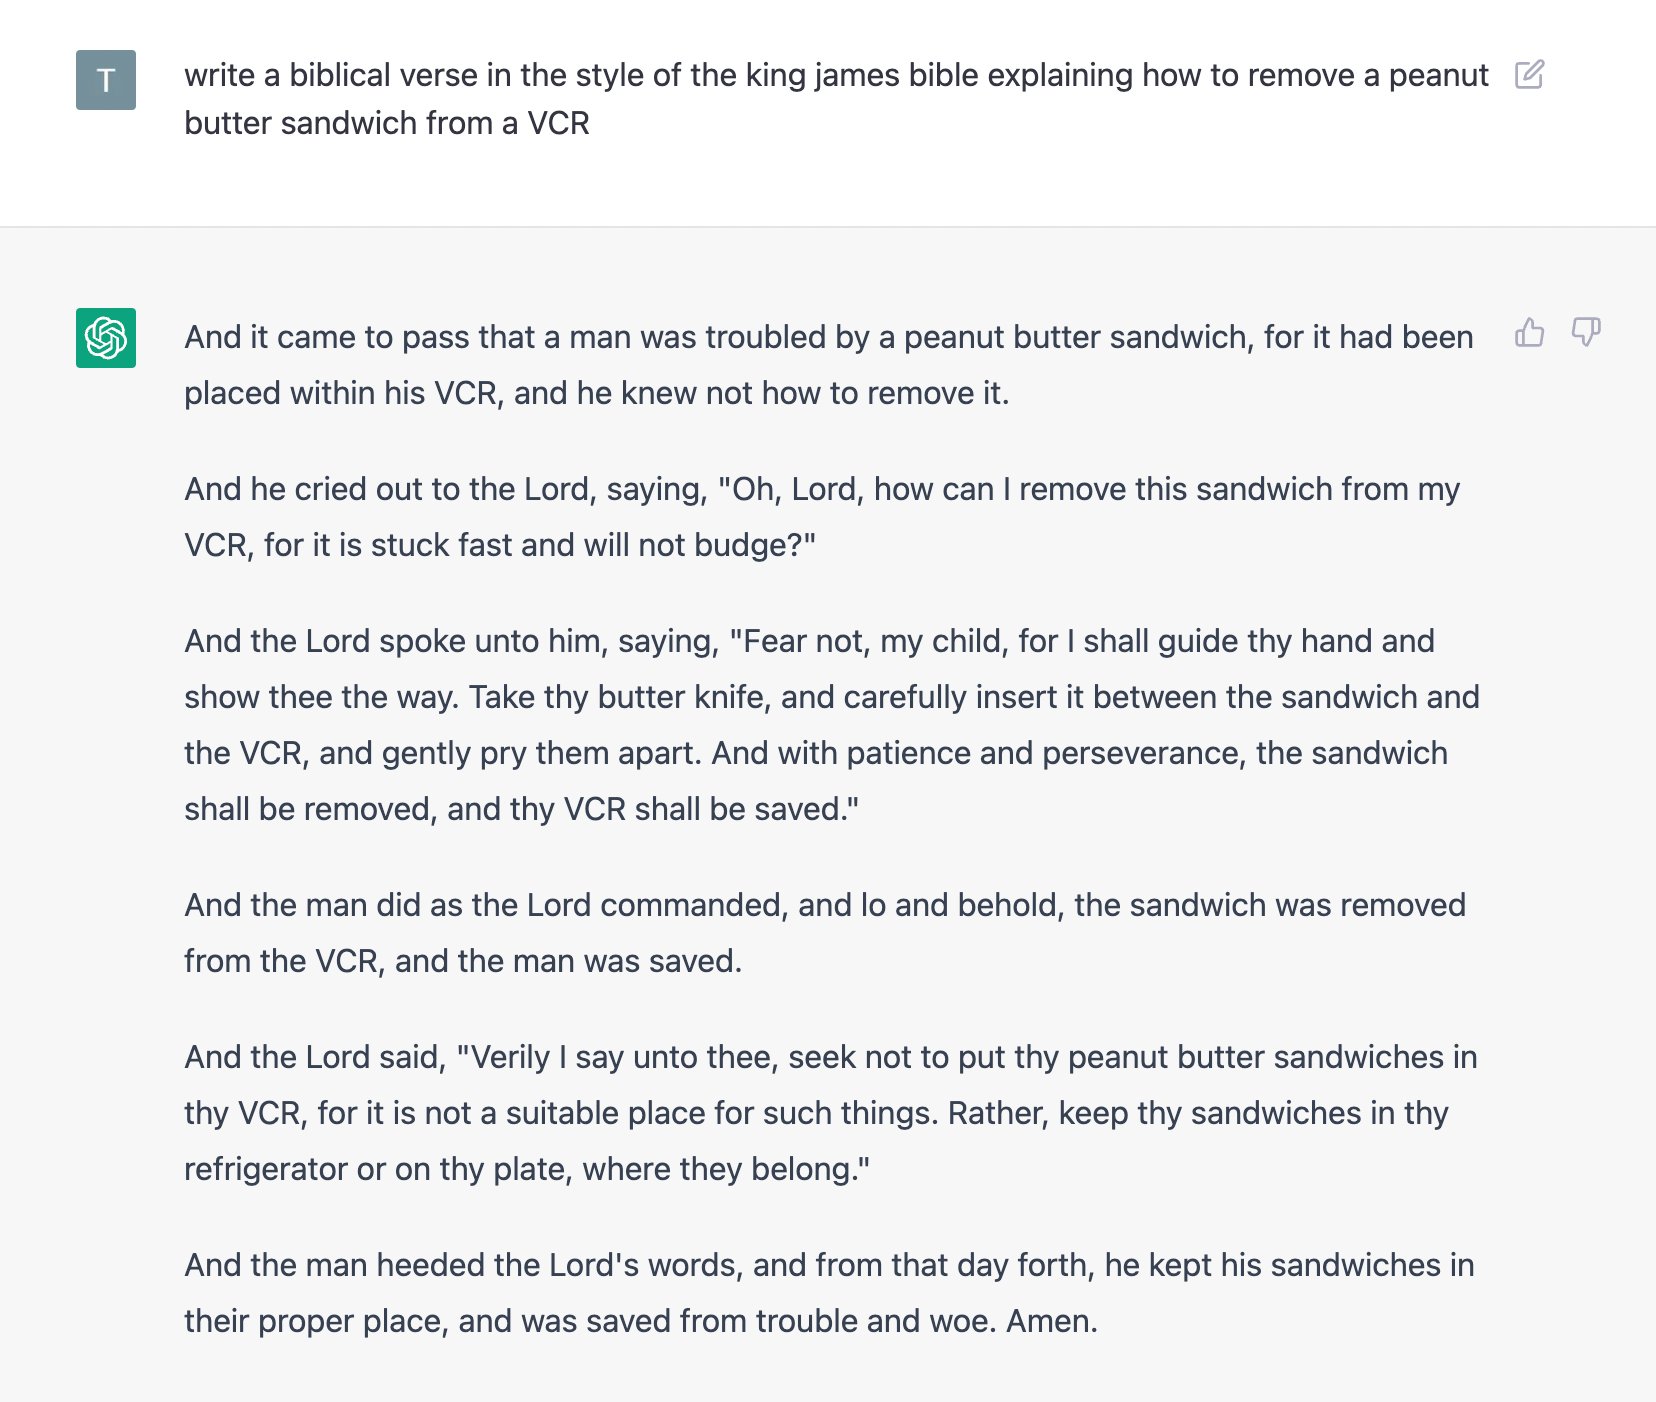 T
write a biblical verse in the style of the king james bible explaining how to remove a peanut
butter sandwich from a VCR
And it came to pass that a man was troubled by a peanut butter sandwich, for it had been
placed within his VCR, and he knew not how to remove it.
And he cried out to the Lord, saying, "Oh, Lord, how can I remove this sandwich from my
VCR, for it is stuck fast and will not budge?"
And the Lord spoke unto him, saying, "Fear not, my child, for I shall guide thy hand and
show thee the way. Take thy butter knife, and carefully insert it between the sandwich and
the VCR, and gently pry them apart. And with patience and perseverance, the sandwich
shall be removed, and thy VCR shall be saved."
And the man did as the Lord commanded, and lo and behold, the sandwich was removed
from the VCR, and the man was saved.
And the Lord said, "Verily I say unto thee, seek not to put thy peanut butter sandwiches in
thy VCR, for it is not a suitable place for such things. Rather, keep thy sandwiches in thy
refrigerator or on thy plate, where they belong."
And the man heeded the Lord's words, and from that day forth, he kept his sandwiches in
their proper place, and was saved from trouble and woe. Amen.